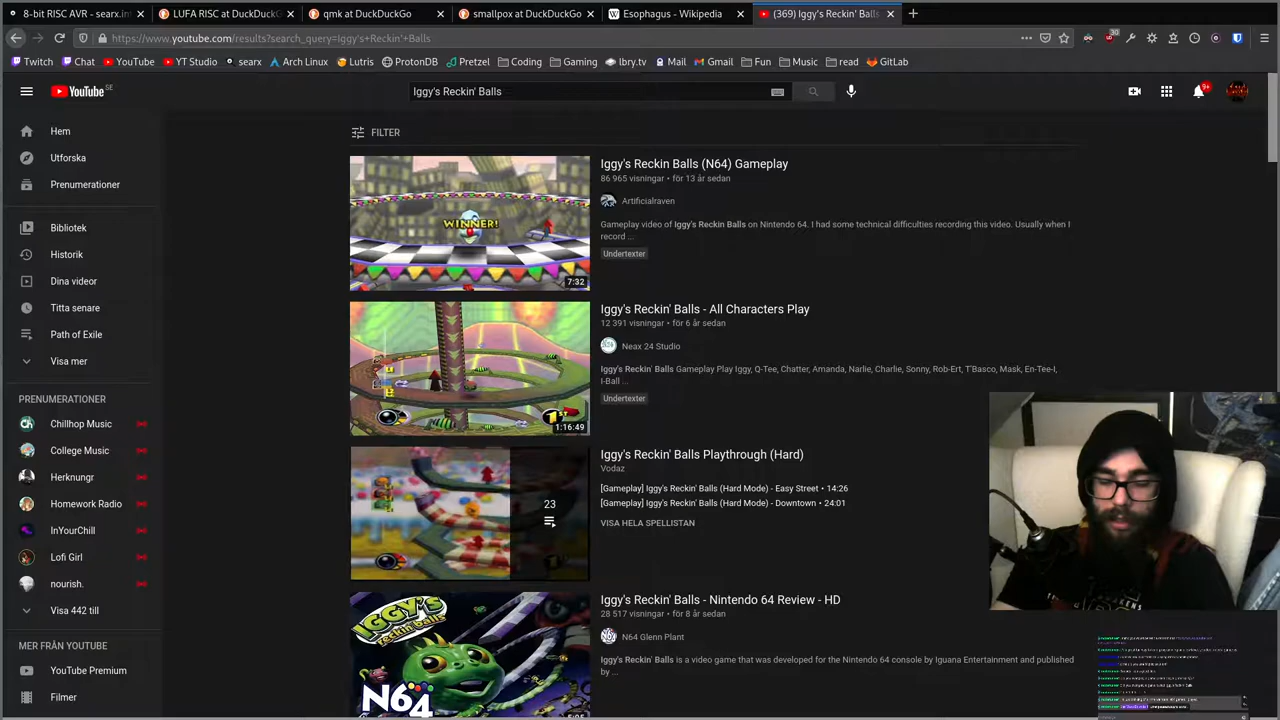 8-bit RISC AVR - searx.inf
LUFA RISC at DuckDuckG
qmk at DuckDuckGo
smallpox at DuckDuckGo
Esophagus - Wikipedia
(369) Iggy's Reckin' Balls
https://www.youtube.com/results?search_query=Iggy's+Reckin'+Balls
30
Twitch
Chat
YouTube
YT Studio
searx
Arch Linux
Lutris
ProtonDB
Pretzel
Coding
Gaming
lbry.tv
Mail
Gmail
Fun
Music
read
GitLab
YouTube SE
Iggy's Reckin' Balls
9+
Hem
Utforska
Prenumerationer
Bibliotek
Historik
Dina videor
Titta senare
Path of Exile
Visa mer
PRENUMERATIONER
Chillhop Music
College Music
Herknungr
Homework Radio
InYourChill
Lofi Girl
nourish.
Visa 442 till
MER FRÅN YOUTUBE
YouTube Premium
Filmer
FILTER
WINNER!
7:32
Iggy's Reckin Balls (N64) Gameplay
86 965 visningar • för 13 år sedan
Artificialraven
Gameplay video of Iggy's Reckin Balls on Nintendo 64. I had some technical difficulties recording this video. Usually when I
record ...
Undertexter
1ST
1:16:49
Iggy's Reckin' Balls - All Characters Play
12 391 visningar • för 6 år sedan
Neax 24 Studio
Iggy's Reckin' Balls Gameplay Play Iggy, Q-Tee, Chatter, Amanda, Narlie, Charlie, Sonny, Rob-Ert, T'Basco, Mask, En-Tee-I,
I-Ball ...
Undertexter
23
Iggy's Reckin' Balls Playthrough (Hard)
Vodaz
[Gameplay] Iggy's Reckin' Balls (Hard Mode) - Easy Street • 14:26
[Gameplay] Iggy's Reckin' Balls (Hard Mode) - Downtown • 24:01
VISA HELA SPELLISTAN
IGGY'S
reckin' balls
N64
5:05
Iggy's Reckin' Balls - Nintendo 64 Review - HD
28 517 visningar • för 8 år sedan
N64 Glenn Plant
Iggy's Reckin' Balls is a video game that was developed for the Nintendo 64 console by Iguana Entertainment and published
by ...